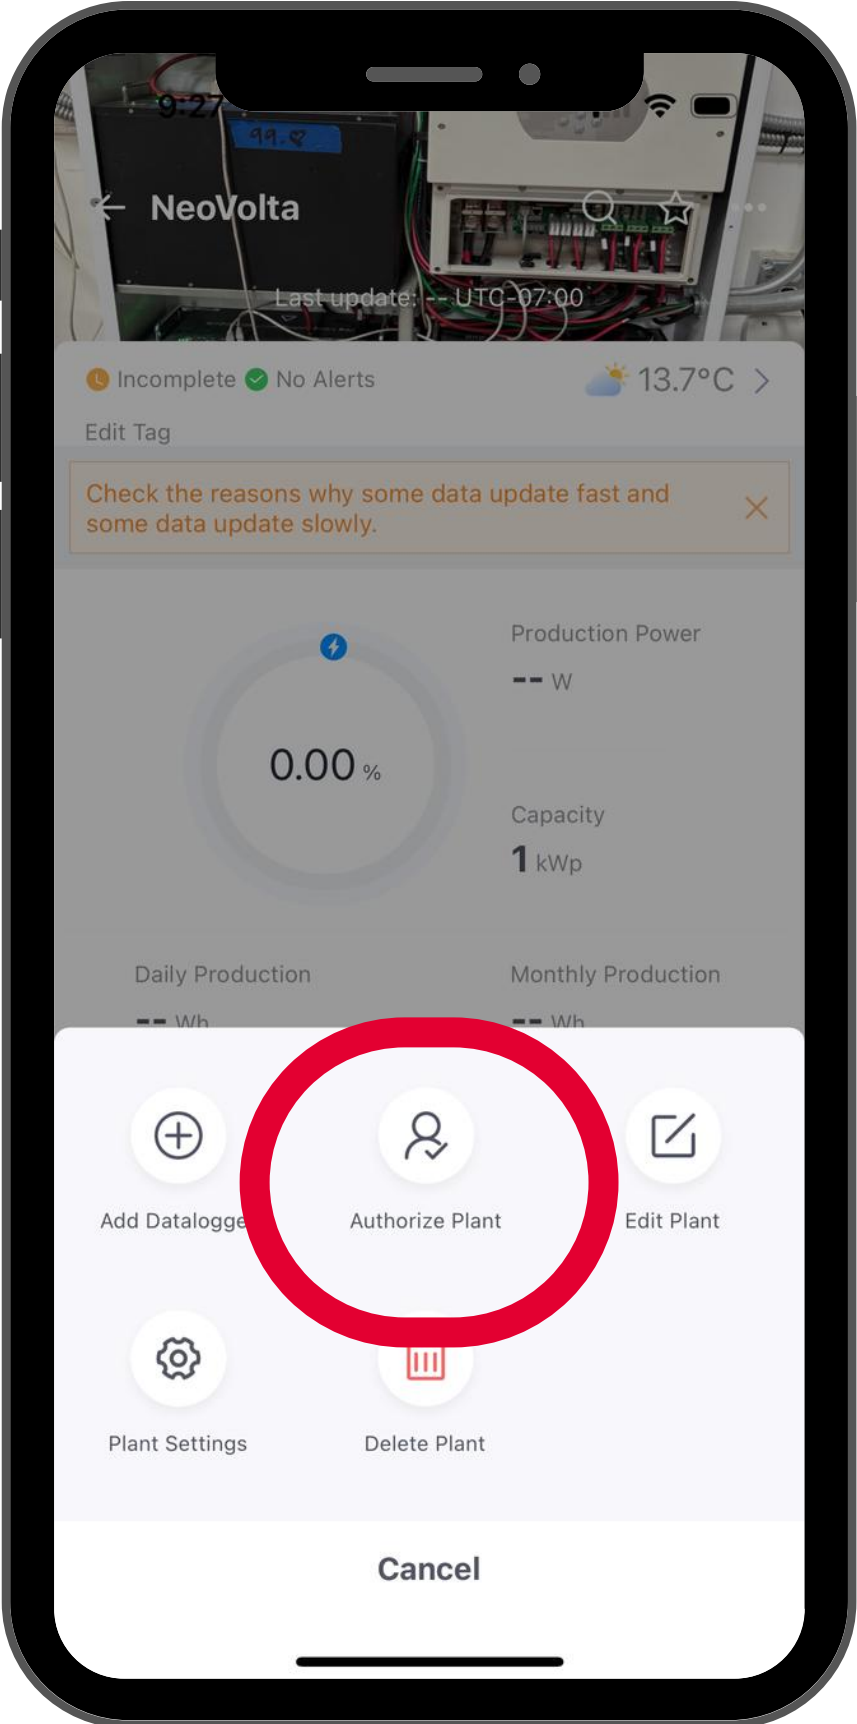 9:27
99.8
NeoVolta
Last update: -- UTC-07:00
Incomplete No Alerts 13.7°C
Edit Tag
Check the reasons why some data update fast and
some data update slowly.
Production Power
-- W
0.00 %
Capacity
1 kWp
Daily Production Monthly Production
-- Wh -- Wh
Add Datalogge Authorize Plant Edit Plant
Plant Settings Delete Plant
Cancel